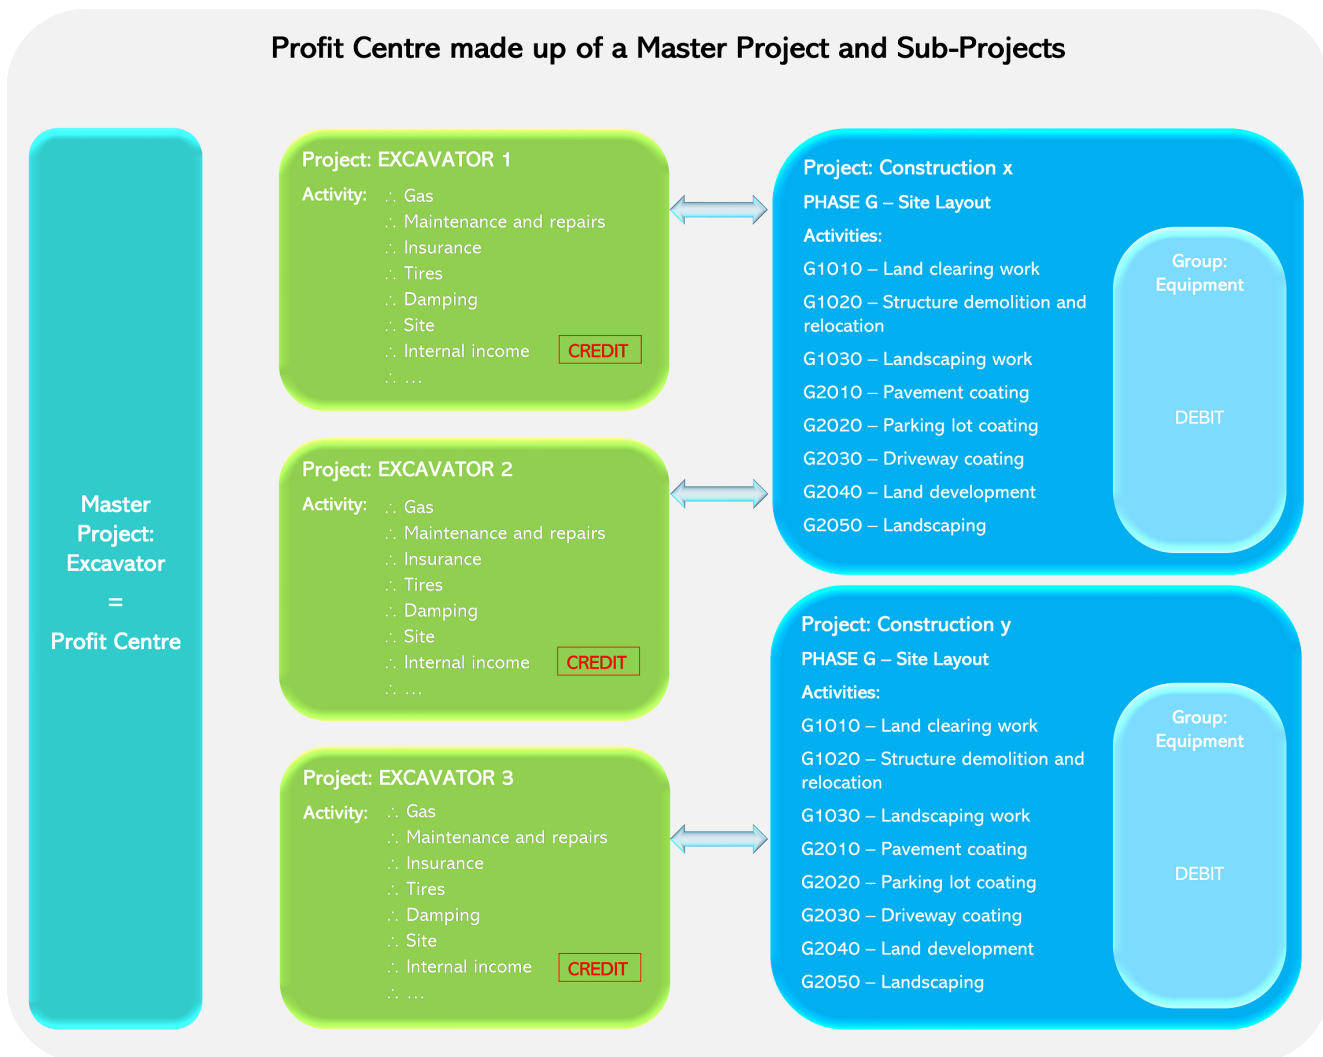 Profit Centre made up of a Master Project and Sub-Projects
Master
Project:
Excavator
=
Profit Centre
Project: EXCAVATOR 1
Activity:
∴ Gas
∴ Maintenance and repairs
∴ Insurance
∴ Tires
∴ Damping
∴ Site
∴ Internal income CREDIT
∴ …
Project: EXCAVATOR 2
Activity:
∴ Gas
∴ Maintenance and repairs
∴ Insurance
∴ Tires
∴ Damping
∴ Site
∴ Internal income CREDIT
∴ …
Project: EXCAVATOR 3
Activity:
∴ Gas
∴ Maintenance and repairs
∴ Insurance
∴ Tires
∴ Damping
∴ Site
∴ Internal income CREDIT
∴ …
Project: Construction x
PHASE G – Site Layout
Activities:
G1010 – Land clearing work
G1020 – Structure demolition and
relocation
G1030 – Landscaping work
G2010 – Pavement coating
G2020 – Parking lot coating
G2030 – Driveway coating
G2040 – Land development
G2050 – Landscaping
Group:
Equipment
DEBIT
Project: Construction y
PHASE G – Site Layout
Activities:
G1010 – Land clearing work
G1020 – Structure demolition and
relocation
G1030 – Landscaping work
G2010 – Pavement coating
G2020 – Parking lot coating
G2030 – Driveway coating
G2040 – Land development
G2050 – Landscaping
Group:
Equipment
DEBIT